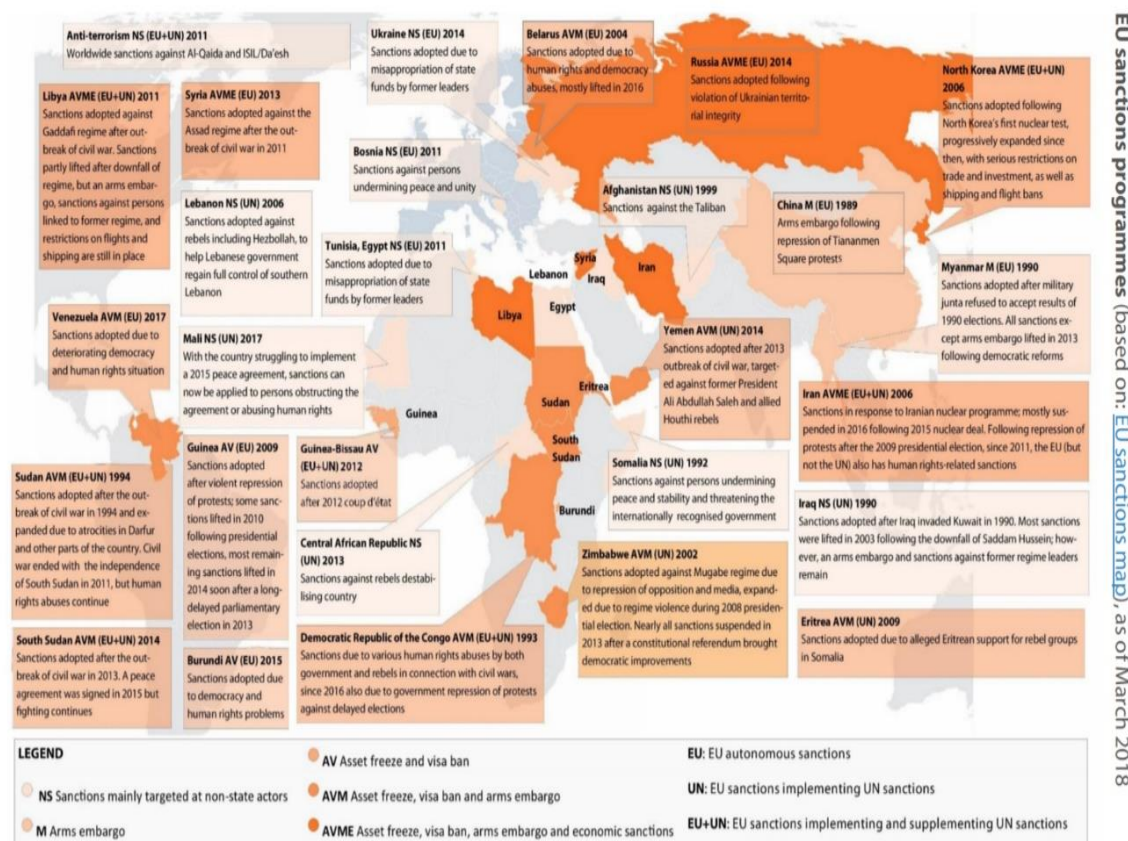 EU sanctions programmes (based on: EU sanctions map), as of March 2018
Anti-terrorism NS (EU+UN) 2011
Worldwide sanctions against Al-Qaida and ISIL/Da'esh
Ukraine NS (EU) 2014
Sanctions adopted due to
misappropriation of state
funds by former leaders
Belarus AVM (EU) 2004
Sanctions adopted due to
human rights and democracy
abuses, mostly lifted in 2016
Russia AVME (EU) 2014
Sanctions adopted following
violation of Ukrainian territo-
rial integrity
North Korea AVME (EU+UN)
2006
Sanctions adopted following
North Korea's first nuclear test,
progressively expanded since
then, with serious restrictions on
trade and investment, as well as
shipping and flight bans
Libya AVME (EU+UN) 2011
Sanctions adopted against
Gaddafi regime after out-
break of civil war. Sanctions
partly lifted after downfall of
regime, but an arms embar-
go, sanctions against persons
linked to former regime, and
restrictions on flights and
shipping are still in place
Syria AVME (EU) 2013
Sanctions adopted against the
Assad regime after the out-
break of civil war in 2011
Bosnia NS (EU) 2011
Sanctions against persons
undermining peace and unity
Afghanistan NS (UN) 1999
Sanctions against the Taliban
China M (EU) 1989
Arms embargo following
repression of Tiananmen
Square protests
Lebanon NS (UN) 2006
Sanctions adopted against
rebels including Hezbollah, to
help Lebanese government
regain full control of southern
Lebanon
Tunisia, Egypt NS (EU) 2011
Sanctions adopted due to
misappropriation of state
funds by former leaders
Myanmar M (EU) 1990
Sanctions adopted after military
junta refused to accept results of
1990 elections. All sanctions ex-
cept arms embargo lifted in 2013
following democratic reforms
Venezuela AVM (EU) 2017
Sanctions adopted due to
deteriorating democracy
and human rights situation
Mali NS (UN) 2017
With the country struggling to implement
a 2015 peace agreement, sanctions can
now be applied to persons obstructing the
agreement or abusing human rights
Syria
Lebanon
Iraq
Iran
Egypt
Libya
Eritrea
Sudan
Guinea
South
Sudan
Burundi
Yemen AVM (UN) 2014
Sanctions adopted after 2013
outbreak of civil war, target-
ed against former President
Ali Abdullah Saleh and allied
Houthi rebels
Iran AVME (EU+UN) 2006
Sanctions in response to Iranian nuclear programme; mostly sus-
pended in 2016 following 2015 nuclear deal. Following repression of
protests after the 2009 presidential election, since 2011, the EU (but
not the UN) also has human rights-related sanctions
Sudan AVM (EU+UN) 1994
Sanctions adopted after the out-
break of civil war in 1994 and ex-
panded due to atrocities in Darfur
and other parts of the country. Civil
war ended with the independence
of South Sudan in 2011, but human
rights abuses continue
Guinea AV (EU) 2009
Sanctions adopted
after violent repression
of protests; some sanc-
tions lifted in 2010
following presidential
elections, most remain-
ing sanctions lifted in
2014 soon after a long-
delayed parliamentary
election in 2013
Guinea-Bissau AV
(EU+UN) 2012
Sanctions adopted
after 2012 coup d'état
Somalia NS (UN) 1992
Sanctions against persons undermining
peace and stability and threatening the
internationally recognised government
Iraq NS (UN) 1990
Sanctions adopted after Iraq invaded Kuwait in 1990. Most sanctions
were lifted in 2003 following the downfall of Saddam Hussein; how-
ever, an arms embargo and sanctions against former regime leaders
remain
Central African Republic NS
(UN) 2013
Sanctions against rebels destabi-
lising country
Zimbabwe AVM (UN) 2002
Sanctions adopted against Mugabe regime due
to repression of opposition and media, expand-
ed due to regime violence during 2008 presiden-
tial election. Nearly all sanctions suspended in
2013 after a constitutional referendum brought
democratic improvements
Eritrea AVM (UN) 2009
Sanctions adopted due to alleged Eritrean support for rebel groups
in Somalia
South Sudan AVM (EU+UN) 2014
Sanctions adopted after the out-
break of civil war in 2013. A peace
agreement was signed in 2015 but
fighting continues
Burundi AV (EU) 2015
Sanctions adopted due
to democracy and
human rights problems
Democratic Republic of the Congo AVM (EU+UN) 1993
Sanctions due to various human rights abuses by both
government and rebels in connection with civil wars,
since 2016 also due to government repression of protests
against delayed elections
LEGEND
NS Sanctions mainly targeted at non-state actors
M Arms embargo
AV Asset freeze and visa ban
AVM Asset freeze, visa ban and arms embargo
AVME Asset freeze, visa ban, arms embargo and economic sanctions
EU: EU autonomous sanctions
UN: EU sanctions implementing UN sanctions
EU+UN: EU sanctions implementing and supplementing UN sanctions